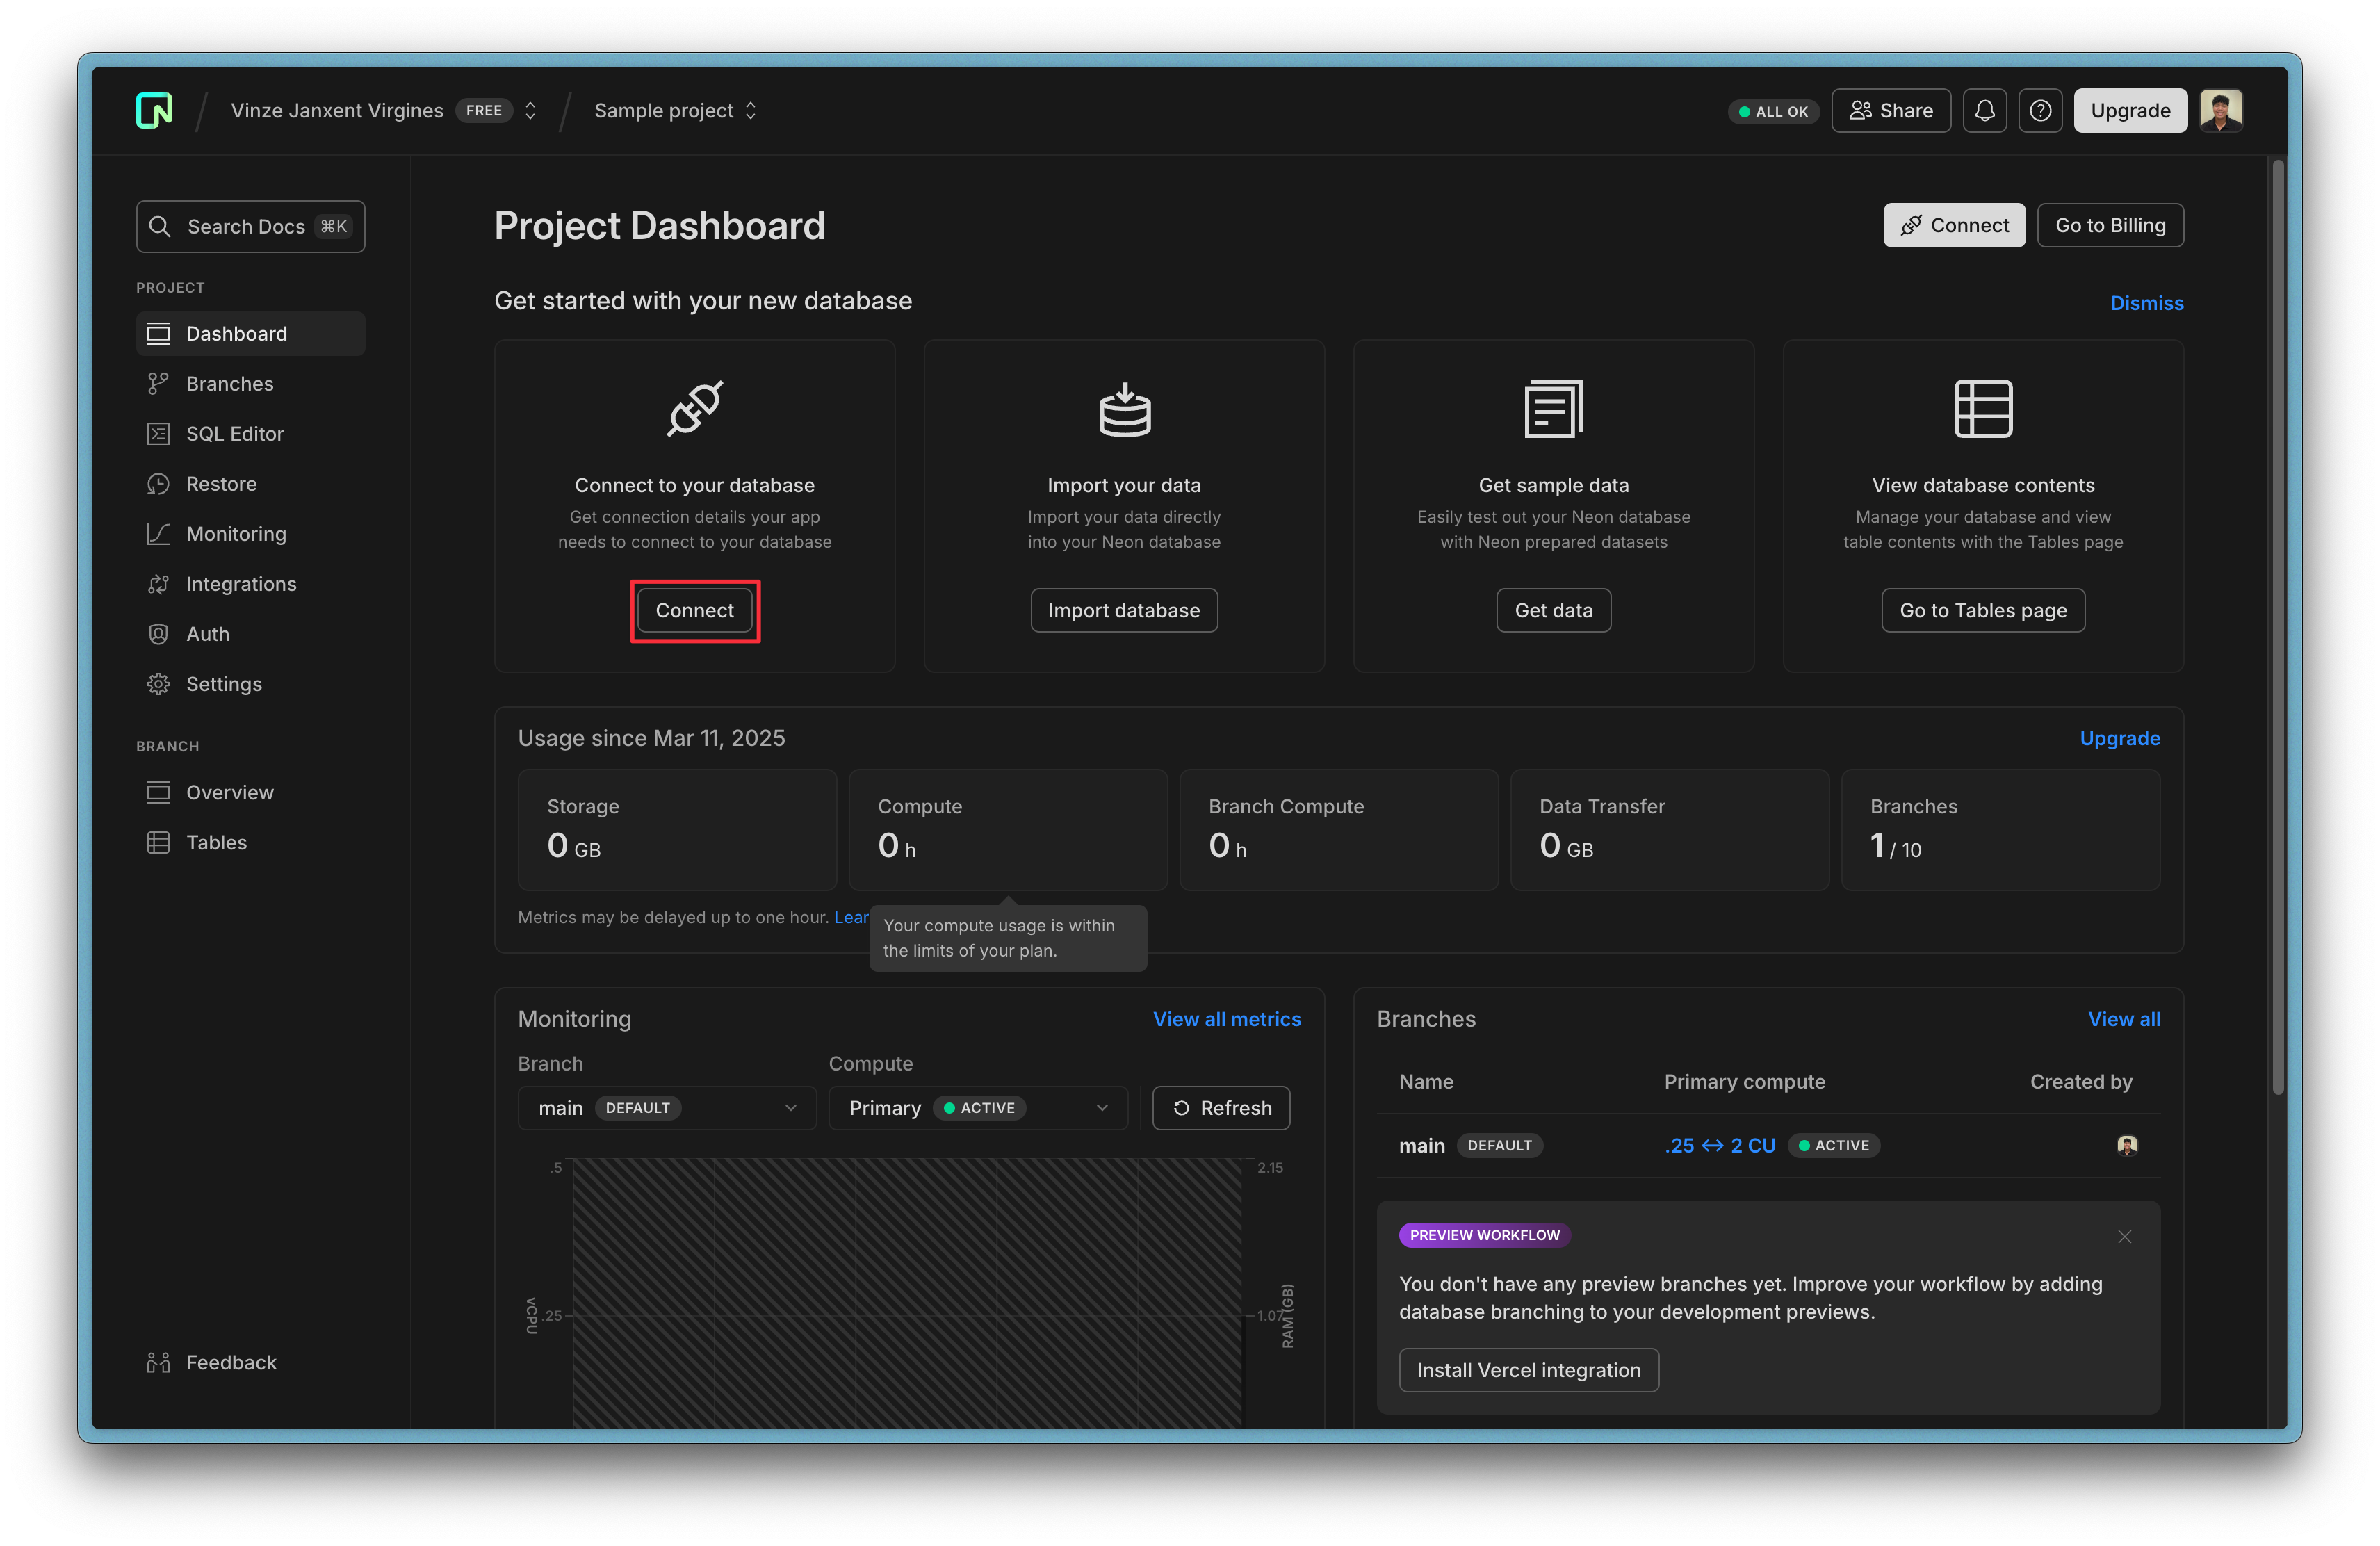 Vinze Janxent Virgines FREE
Sample project
ALL OK
Share
Upgrade
Search Docs ⌘K
PROJECT
Dashboard
Branches
SQL Editor
Restore
Monitoring
Integrations
Auth
Settings
BRANCH
Overview
Tables
Feedback
Project Dashboard
Connect
Go to Billing
Get started with your new database
Dismiss
Connect to your database
Get connection details your app
needs to connect to your database
Connect
Import your data
Import your data directly
into your Neon database
Import database
Get sample data
Easily test out your Neon database
with Neon prepared datasets
Get data
View database contents
Manage your database and view
table contents with the Tables page
Go to Tables page
Usage since Mar 11, 2025
Upgrade
Storage
0 GB
Compute
0 h
Branch Compute
0 h
Data Transfer
0 GB
Branches
1 / 10
Metrics may be delayed up to one hour. Lear
Your compute usage is within
the limits of your plan.
Monitoring
View all metrics
Branch
Compute
main DEFAULT
Primary ACTIVE
Refresh
.5
2.15
vCPU
.25
1.07
RAM (GB)
Branches
View all
Name
Primary compute
Created by
main DEFAULT
.25 ↔ 2 CU ACTIVE
PREVIEW WORKFLOW
You don't have any preview branches yet. Improve your workflow by adding
database branching to your development previews.
Install Vercel integration